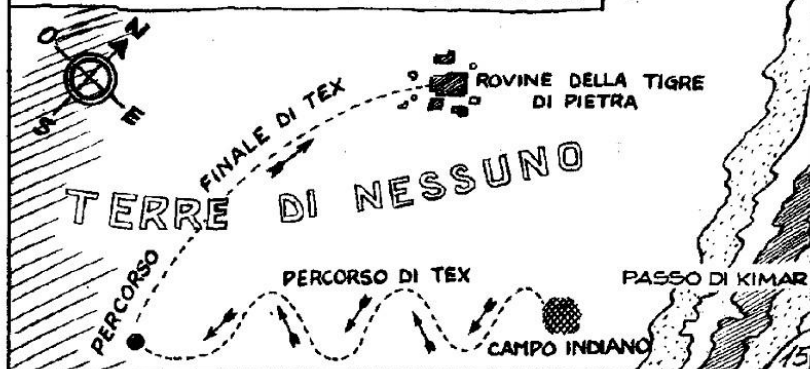 O
N
S
E
ROVINE DELLA TIGRE
DI PIETRA
PERCORSO FINALE DI TEX
TERRE DI NESSUNO
PERCORSO DI TEX
PASSO DI KIMAR
CAMPO INDIANO